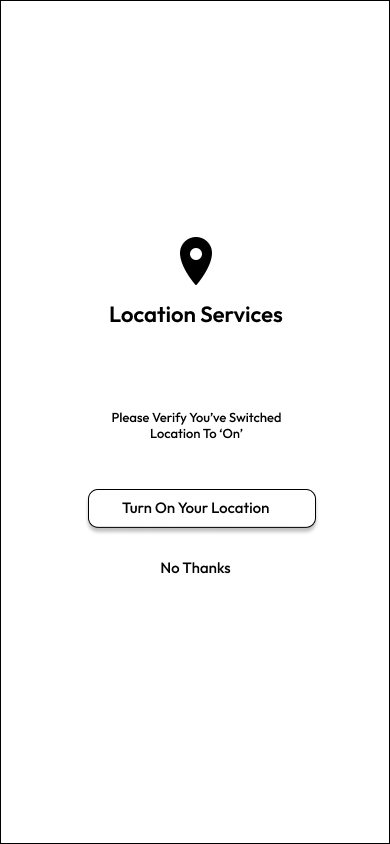 Location Services
Please Verify You’ve Switched
Location To ‘On’
Turn On Your Location
No Thanks